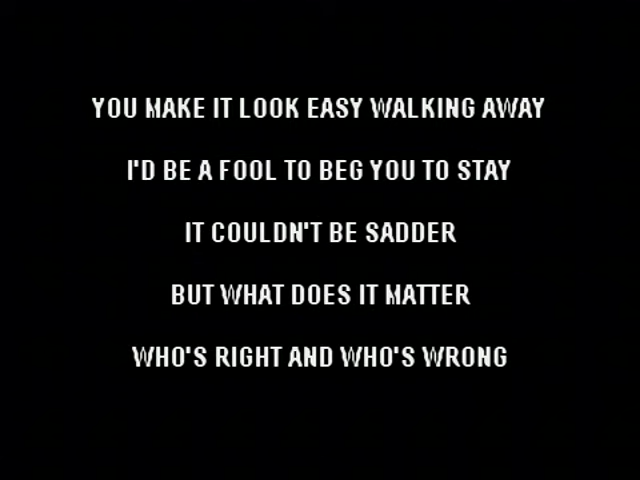 YOU MAKE IT LOOK EASY WALKING AWAY
I'D BE A FOOL TO BEG YOU TO STAY
IT COULDN'T BE SADDER
BUT WHAT DOES IT MATTER
WHO'S RIGHT AND WHO'S WRONG